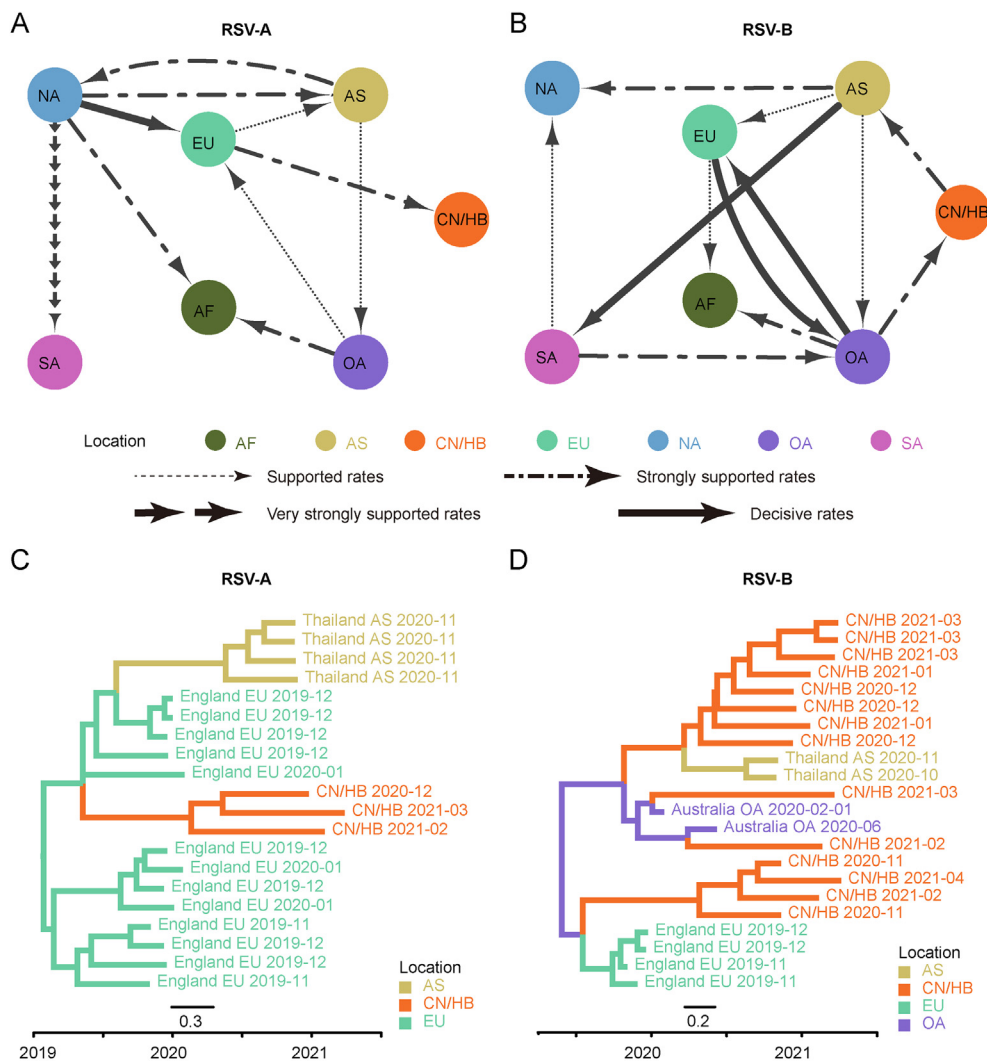 A
RSV-A
NA
AS
EU
CN/HB
AF
SA
OA
B
RSV-B
NA
AS
EU
CN/HB
AF
SA
OA
Location AF AS CN/HB EU NA OA SA
Supported rates Strongly supported rates
Very strongly supported rates Decisive rates
C
RSV-A
Thailand AS 2020-11
Thailand AS 2020-11
Thailand AS 2020-11
Thailand AS 2020-11
England EU 2019-12
England EU 2019-12
England EU 2019-12
England EU 2019-12
England EU 2020-01
CN/HB 2020-12
CN/HB 2021-03
CN/HB 2021-02
England EU 2019-12
England EU 2020-01
England EU 2019-12
England EU 2020-01
England EU 2019-11
England EU 2019-12
England EU 2019-12
England EU 2019-11
Location
AS
CN/HB
EU
0.3
2019 2020 2021
D
RSV-B
CN/HB 2021-03
CN/HB 2021-03
CN/HB 2021-03
CN/HB 2021-01
CN/HB 2020-12
CN/HB 2020-12
CN/HB 2021-01
CN/HB 2020-12
Thailand AS 2020-11
Thailand AS 2020-10
CN/HB 2021-03
Australia OA 2020-02-01
Australia OA 2020-06
CN/HB 2021-02
CN/HB 2020-11
CN/HB 2021-04
CN/HB 2021-02
CN/HB 2020-11
England EU 2019-12
England EU 2019-12
England EU 2019-11
England EU 2019-11
Location
AS
CN/HB
EU
OA
0.2
2020 2021